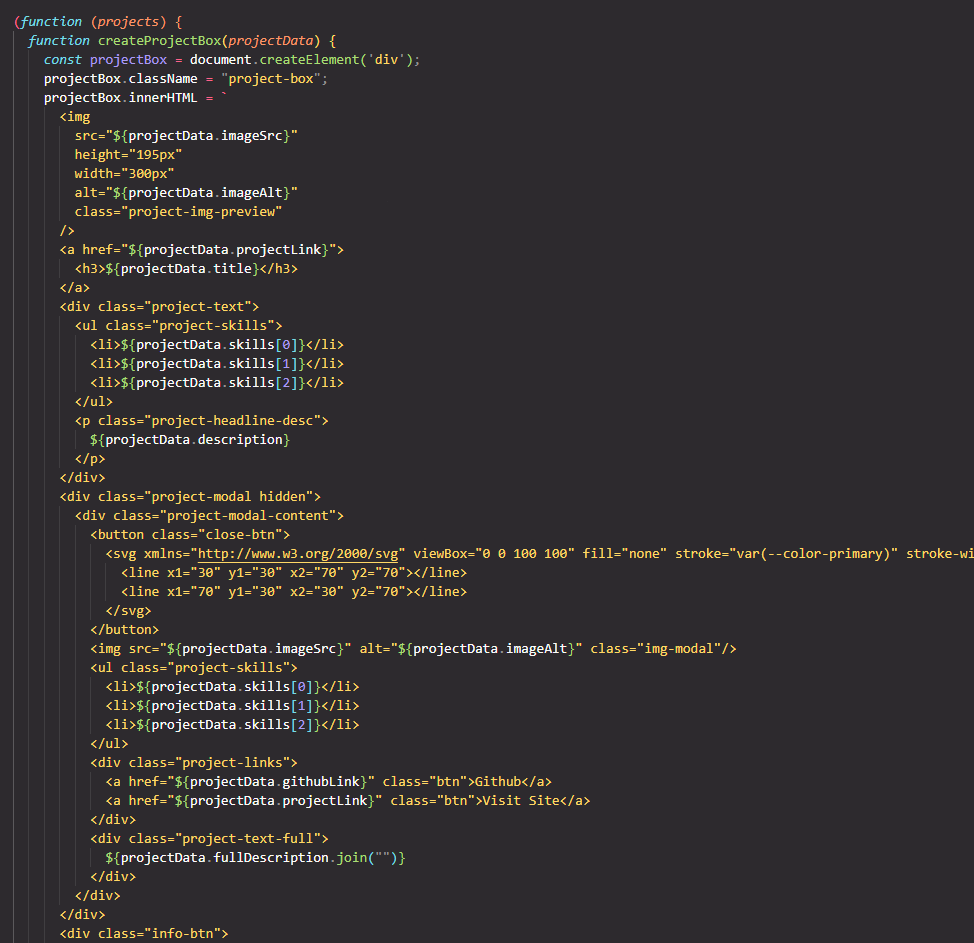 (function (projects) {
function createProjectBox(projectData) {
const projectBox = document.createElement('div');
projectBox.className = "project-box";
projectBox.innerHTML = `
<img
src="${projectData.imageSrc}"
height="195px"
width="300px"
alt="${projectData.imageAlt}"
class="project-img-preview"
/>
<a href="${projectData.projectLink}">
<h3>${projectData.title}</h3>
</a>
<div class="project-text">
<ul class="project-skills">
<li>${projectData.skills[0]}</li>
<li>${projectData.skills[1]}</li>
<li>${projectData.skills[2]}</li>
</ul>
<p class="project-headline-desc">
${projectData.description}
</p>
</div>
<div class="project-modal hidden">
<div class="project-modal-content">
<button class="close-btn">
<svg xmlns="http://www.w3.org/2000/svg" viewBox="0 0 100 100" fill="none" stroke="var(--color-primary)" stroke-wi
<line x1="30" y1="30" x2="70" y2="70"></line>
<line x1="70" y1="30" x2="30" y2="70"></line>
</svg>
</button>
<img src="${projectData.imageSrc}" alt="${projectData.imageAlt}" class="img-modal"/>
<ul class="project-skills">
<li>${projectData.skills[0]}</li>
<li>${projectData.skills[1]}</li>
<li>${projectData.skills[2]}</li>
</ul>
<div class="project-links">
<a href="${projectData.githubLink}" class="btn">Github</a>
<a href="${projectData.projectLink}" class="btn">Visit Site</a>
</div>
<div class="project-text-full">
${projectData.fullDescription.join("")}
</div>
</div>
</div>
<div class="info-btn">